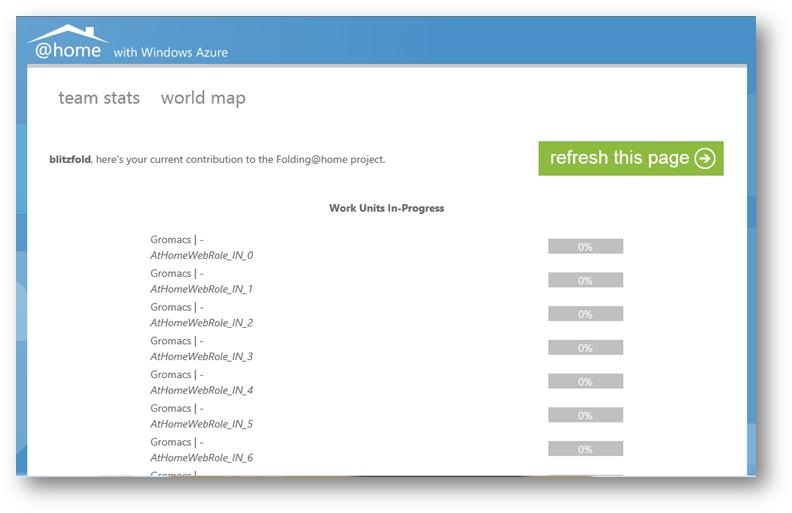 @home with Windows Azure
team stats world map
blitzfold, here's your current contribution to the Folding@home project.
refresh this page
Work Units In-Progress
Gromacs | -
0%
AtHomeWebRole_IN_0
Gromacs | -
0%
AtHomeWebRole_IN_1
Gromacs | -
0%
AtHomeWebRole_IN_2
Gromacs | -
0%
AtHomeWebRole_IN_3
Gromacs | -
0%
AtHomeWebRole_IN_4
Gromacs | -
0%
AtHomeWebRole_IN_5
Gromacs | -
0%
AtHomeWebRole_IN_6
Gromacs | -